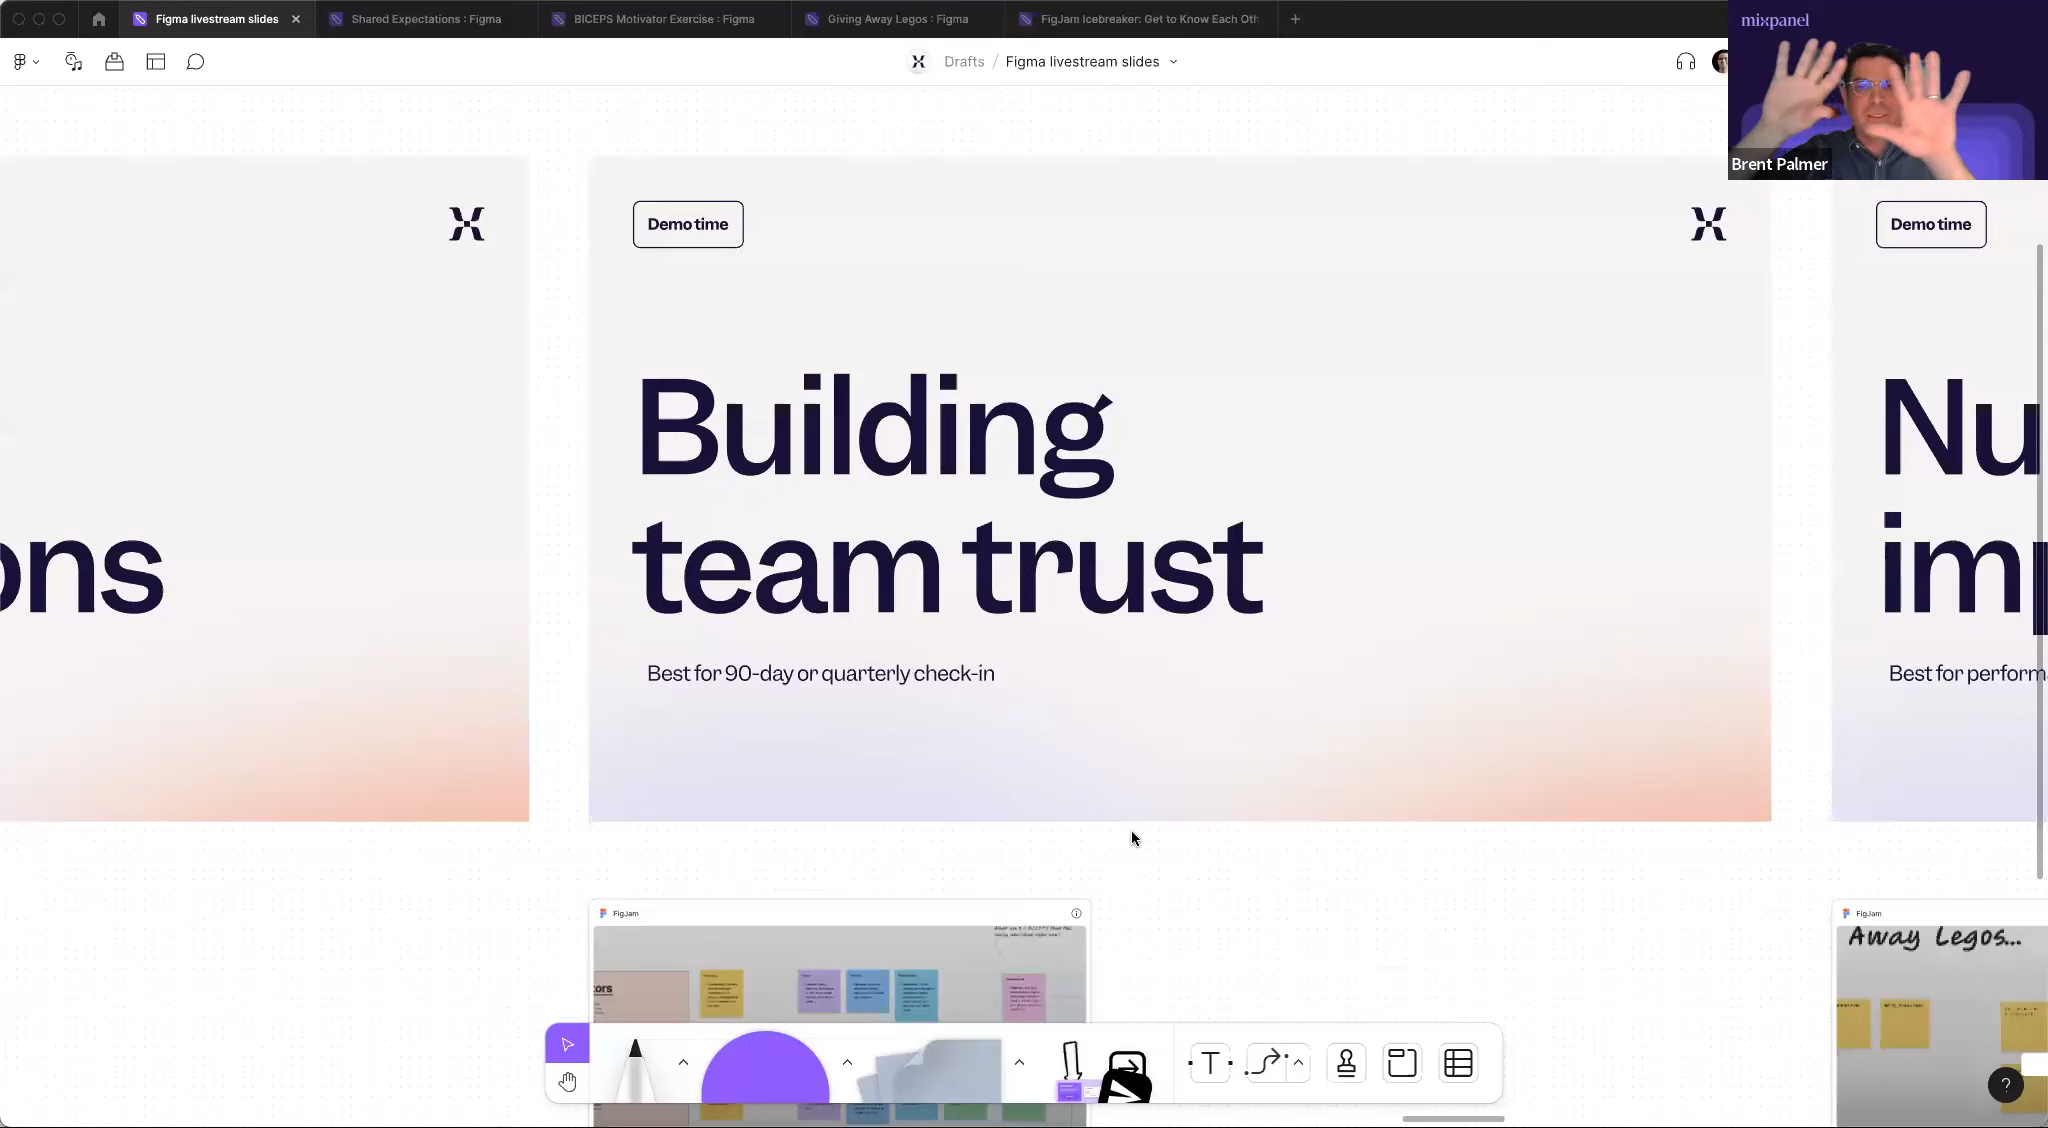 Figma livestream slides
Shared Expectations : Figma
BICEPS Motivator Exercise : Figma
Giving Away Legos : Figma
FigJam Icebreaker: Get to Know Each Oth
mixpanel
Drafts / Figma livestream slides
Brent Palmer
ons
Demo time
Building
team trust
Best for 90-day or quarterly check-in
Demo time
Nu
imp
Best for perform
FigJam
tors
FigJam
Away Legos...
T
?